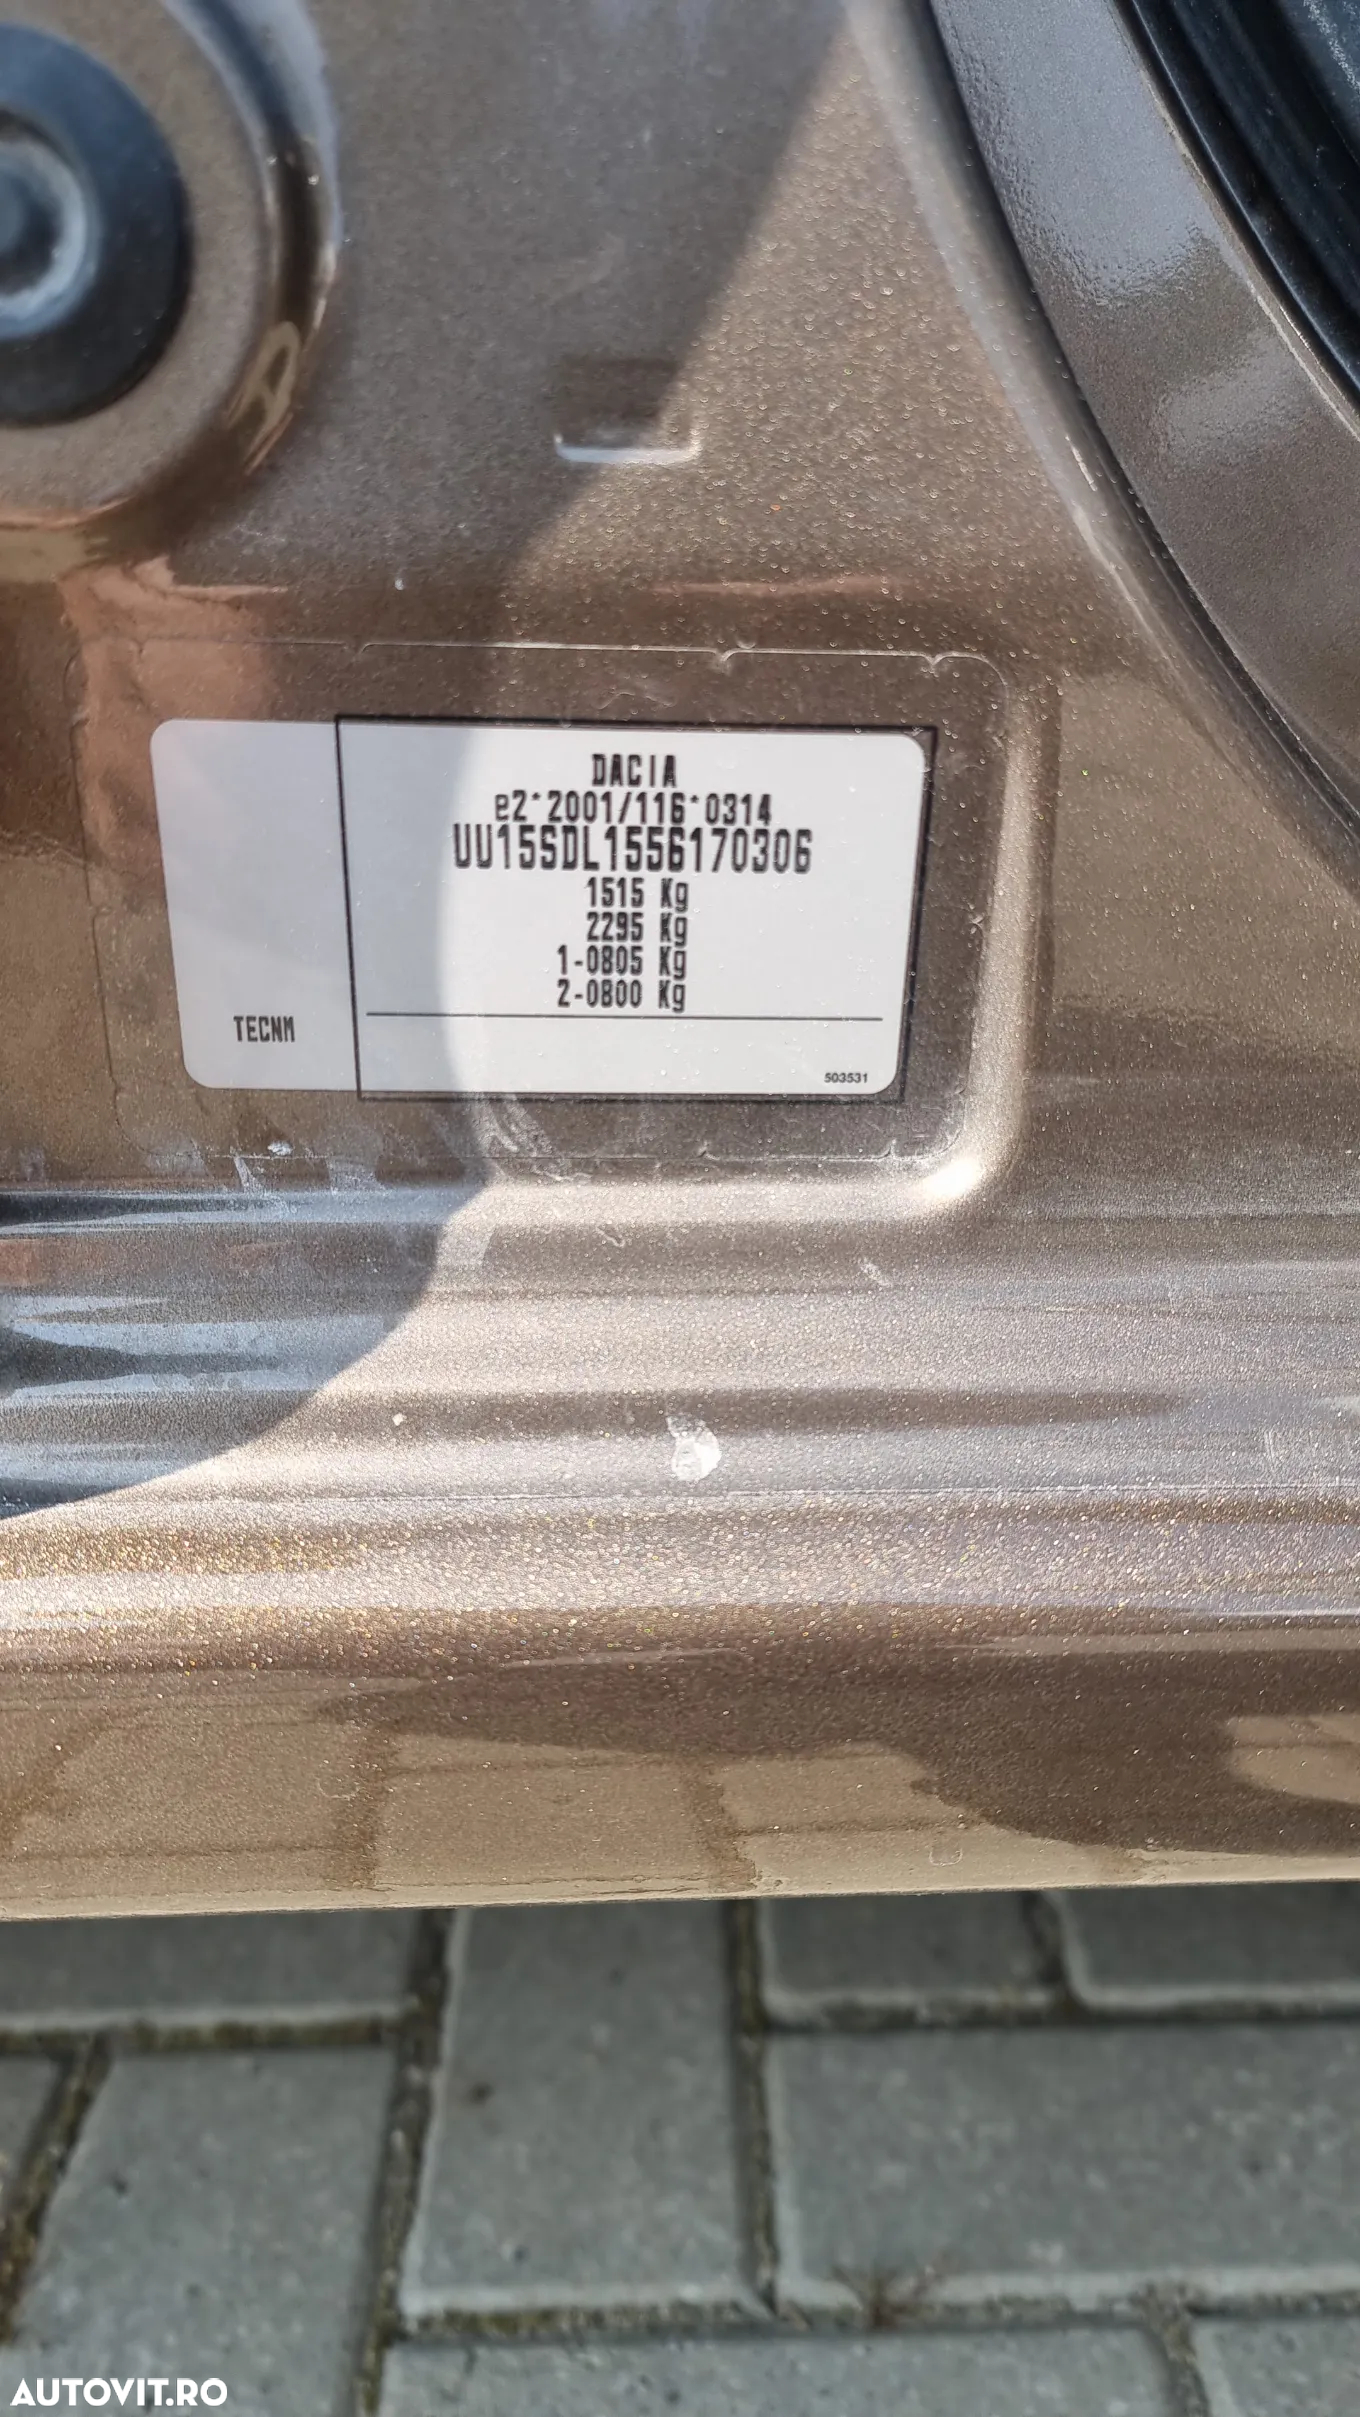 DACIA
e2*2001/116*0314
UU15SDL1556170306
1515 Kg
2295 Kg
1-0805 Kg
2-0800 Kg
TECNM
503531
AUTOVIT.RO